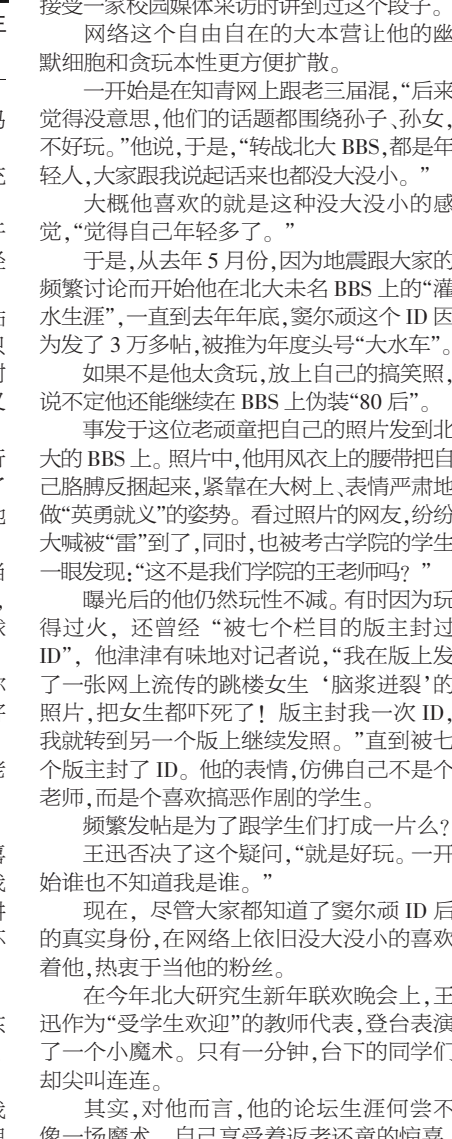 接受一家校园媒体采访时讲到过这个段子。
网络这个自由自在的大本营让他的幽
默细胞和贪玩本性更方便扩散。
一开始是在知青网上跟老三届混,“后来
觉得没意思,他们的话题都围绕孙子、孙女,
不好玩。”他说,于是,“转战北大 BBS,都是年
轻人,大家跟我说起话来也都没大没小。”
大概他喜欢的就是这种没大没小的感
觉,“觉得自己年轻多了。”
于是,从去年 5 月份,因为地震跟大家的
频繁讨论而开始他在北大未名 BBS 上的“灌
水生涯”,一直到去年年底,窦尔顽这个 ID 因
为发了 3 万多帖,被推为年度头号“大水车”。
如果不是他太贪玩,放上自己的搞笑照,
说不定他还能继续在 BBS 上伪装“80 后”。
事发于这位老顽童把自己的照片发到北
大的 BBS 上。照片中,他用风衣上的腰带把自
己胳膊反捆起来,紧靠在大树上、表情严肃地
做“英勇就义”的姿势。看过照片的网友,纷纷
大喊被“雷”到了,同时,也被考古学院的学生
一眼发现:“这不是我们学院的王老师吗?”
曝光后的他仍然玩性不减。有时因为玩
得过火,还曾经“被七个栏目的版主封过
ID”,他津津有味地对记者说,“我在版上发
了一张网上流传的跳楼女生‘脑浆迸裂’的
照片,把女生都吓死了!版主封我一次 ID,
我就转到另一个版上继续发照。”直到被七
个版主封了 ID。他的表情,仿佛自己不是个
老师,而是个喜欢搞恶作剧的学生。
频繁发帖是为了跟学生们打成一片么?
王迅否决了这个疑问,“就是好玩。一开
始谁也不知道我是谁。”
现在,尽管大家都知道了窦尔顽 ID 后
的真实身份,在网络上依旧没大没小的喜欢
着他,热衷于当他的粉丝。
在今年北大研究生新年联欢晚会上,王
迅作为“受学生欢迎”的教师代表,登台表演
了一个小魔术。只有一分钟,台下的同学们
却尖叫连连。
其实,对他而言,他的论坛生涯何尝不
像一场魔术,自己享受着返老还童的惊喜,